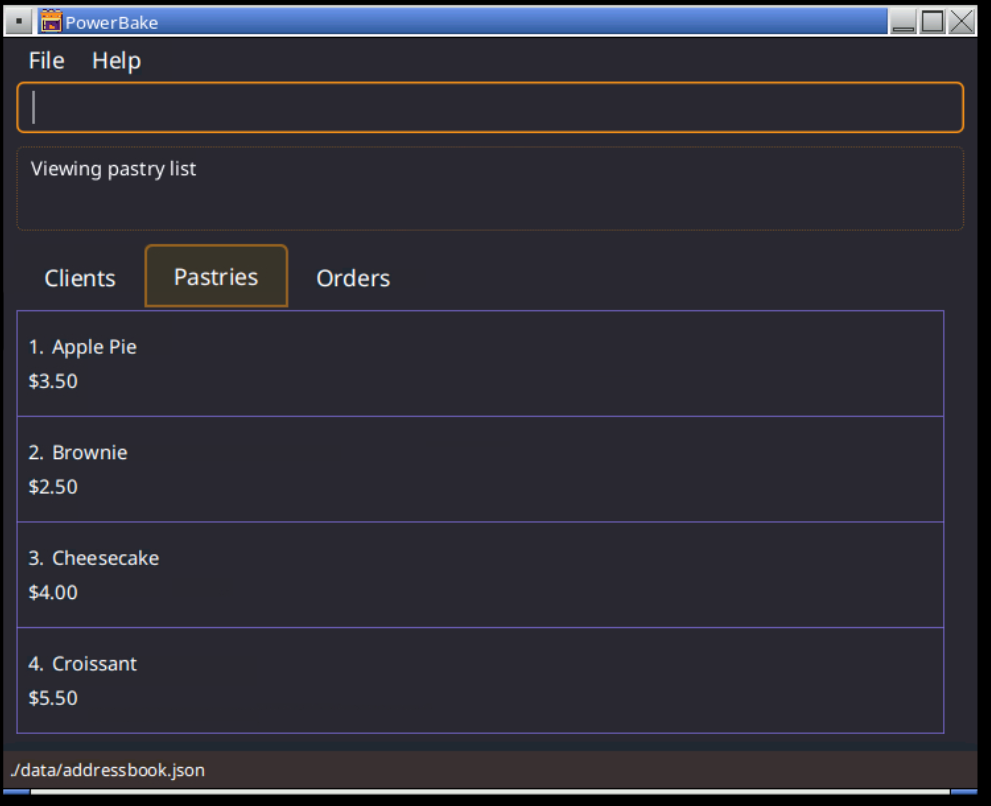 PowerBake
File Help
Viewing pastry list
Clients Pastries Orders
1. Apple Pie
$3.50
2. Brownie
$2.50
3. Cheesecake
$4.00
4. Croissant
$5.50
./data/addressbook.json